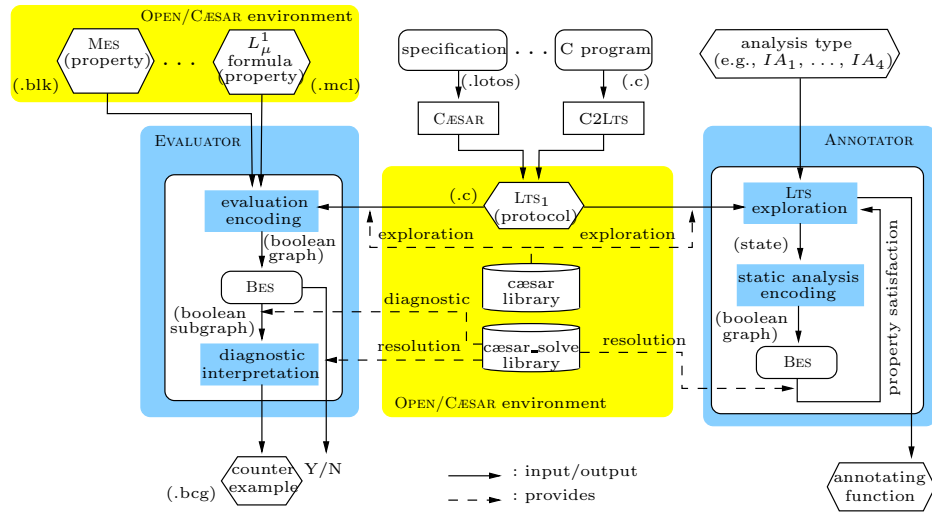 OPEN/CÆSAR environment
MES
(property)
. . .
L¹μ
formula
(property)
(.blk)
(.mcl)
specification
. . .
C program
(.lotos)
(.c)
CÆSAR
C2LTS
analysis type
(e.g., IA₁, . . . , IA₄)
EVALUATOR
evaluation
encoding
(boolean
graph)
BES
(boolean
subgraph)
diagnostic
interpretation
counter
example
(.bcg)
Y/N
(.c)
LTS₁
(protocol)
exploration
exploration
cæsar
library
diagnostic
resolution
cæsar_solve
library
resolution
OPEN/CÆSAR environment
ANNOTATOR
LTS
exploration
(state)
static analysis
encoding
(boolean
graph)
BES
property satisfaction
annotating
function
: input/output
: provides